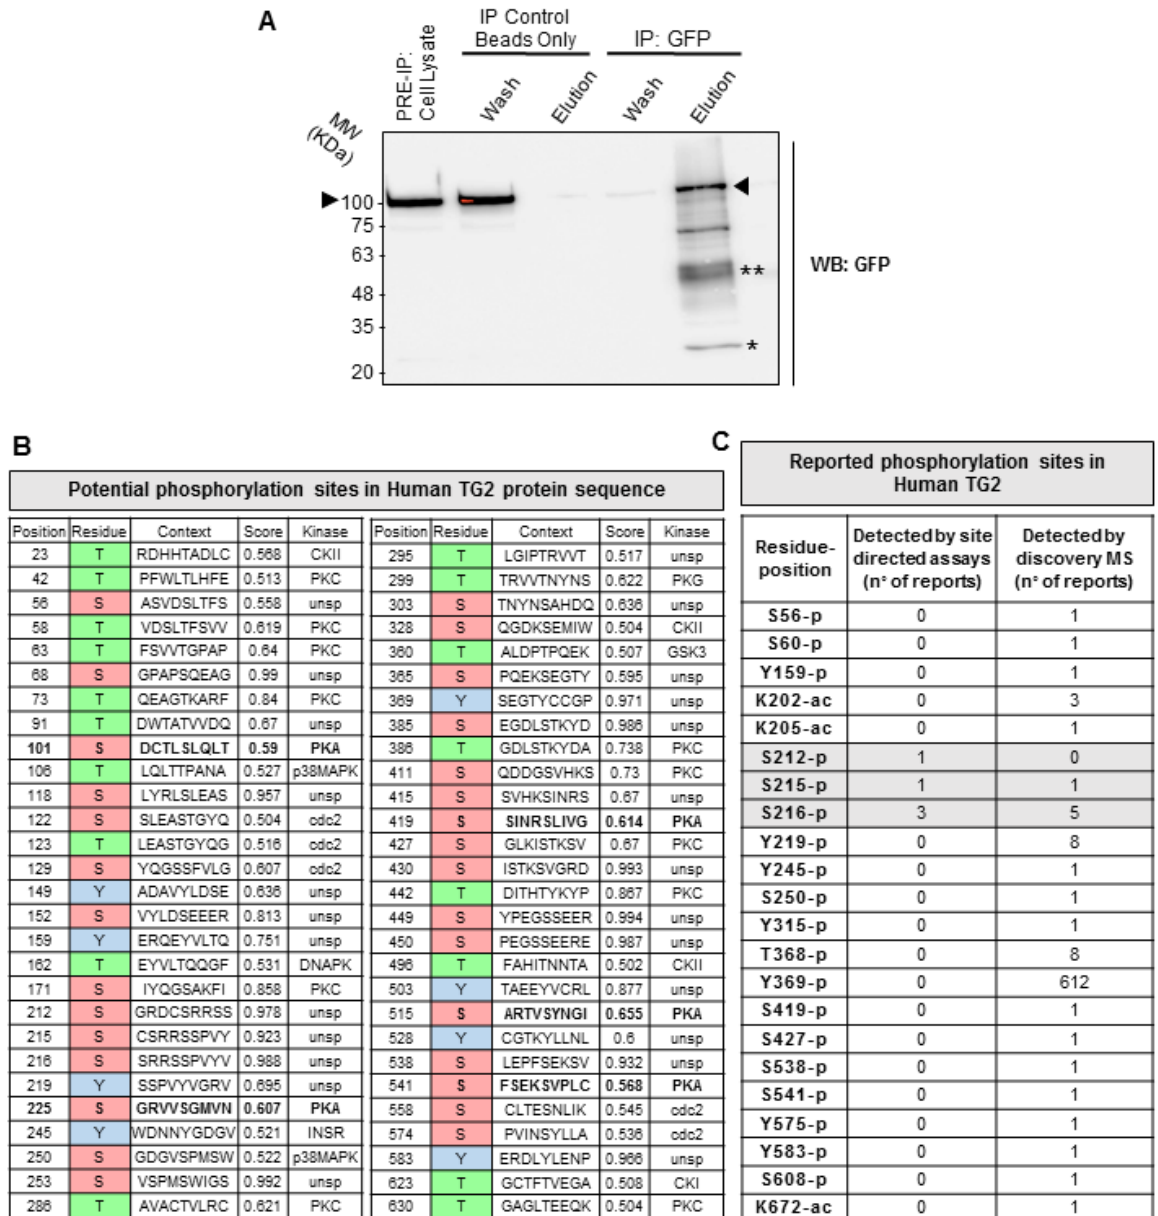 A
PRE-IP:
Cell Lysate
IP Control
Beads Only
IP: GFP
Wash
Elution
Wash
Elution
MW
(KDa)
100
75
63
48
35
20
**
*
WB: GFP
B
Potential phosphorylation sites in Human TG2 protein sequence
Position Residue Context Score Kinase
23 T RDHHTADLC 0.568 CKII
42 T PFWLTLHFE 0.513 PKC
56 S ASVDSLTFS 0.558 unsp
58 T VDSLTFSVV 0.619 PKC
63 T FSVVTGPAP 0.64 PKC
68 S GPAPSQEAG 0.99 unsp
73 T QEAGTKARF 0.84 PKC
91 T DWTATVVDQ 0.67 unsp
101 S DCTLSLQLT 0.59 PKA
106 T LQLTTPANA 0.527 p38MAPK
118 S LYRLSLEAS 0.957 unsp
122 S SLEASTGYQ 0.504 cdc2
123 T LEASTGYQG 0.516 cdc2
129 S YQGSSFVLG 0.607 cdc2
149 Y ADAVYLDSE 0.636 unsp
152 S VYLDSEEER 0.813 unsp
159 Y ERQEYVLTQ 0.751 unsp
162 T EYVLTQQGF 0.531 DNAPK
171 S IYQGSAKFI 0.858 PKC
212 S GRDCSRRSS 0.978 unsp
215 S CSRRSSPVY 0.923 unsp
216 S SRRSSPVYV 0.988 unsp
219 Y SSPVYVGRV 0.695 unsp
225 S GRVVSGMVN 0.607 PKA
245 Y WDNNYGDGV 0.521 INSR
250 S GDGVSPMSW 0.522 p38MAPK
253 S VSPMSWIGS 0.992 unsp
286 T AVACTVLRC 0.621 PKC
Position Residue Context Score Kinase
295 T LGIPTRVVT 0.517 unsp
299 T TRVVTNYNS 0.622 PKG
303 S TNYNSAHDQ 0.636 unsp
328 S QGDKSEMIW 0.504 CKII
360 T ALDPTPQEK 0.507 GSK3
365 S PQEKSEGTY 0.595 unsp
369 Y SEGTYCCGP 0.971 unsp
385 S EGDLSTKYD 0.986 unsp
386 T GDLSTKYDA 0.738 PKC
411 S QDDGSVHKS 0.73 PKC
415 S SVHKSINRS 0.67 unsp
419 S SINRSLIVG 0.614 PKA
427 S GLKISTKSV 0.67 PKC
430 S ISTKSVGRD 0.993 unsp
442 T DITHTYKYP 0.867 PKC
449 S YPEGSSEER 0.994 unsp
450 S PEGSSEERE 0.987 unsp
496 T FAHITNNTA 0.502 CKII
503 Y TAEEYVCRL 0.877 unsp
515 S ARTVSYNGI 0.655 PKA
528 Y CGTKYLLNL 0.6 unsp
538 S LEPFSEKSV 0.932 unsp
541 S FSEKSVPLC 0.568 PKA
558 S CLTESNLIK 0.545 cdc2
574 S PVINSYLLA 0.536 cdc2
583 Y ERDLYLENP 0.966 unsp
623 T GCTFTVEGA 0.508 CKI
630 T GAGLTEEQK 0.504 PKC
C
Reported phosphorylation sites in
Human TG2
Residue-
position
Detected by site
directed assays
(n° of reports)
Detected by
discovery MS
(n° of reports)
S56-p 0 1
S60-p 0 1
Y159-p 0 1
K202-ac 0 3
K205-ac 0 1
S212-p 1 0
S215-p 1 1
S216-p 3 5
Y219-p 0 8
Y245-p 0 1
S250-p 0 1
Y315-p 0 1
T368-p 0 8
Y369-p 0 612
S419-p 0 1
S427-p 0 1
S538-p 0 1
S541-p 0 1
Y575-p 0 1
Y583-p 0 1
S608-p 0 1
K672-ac 0 1